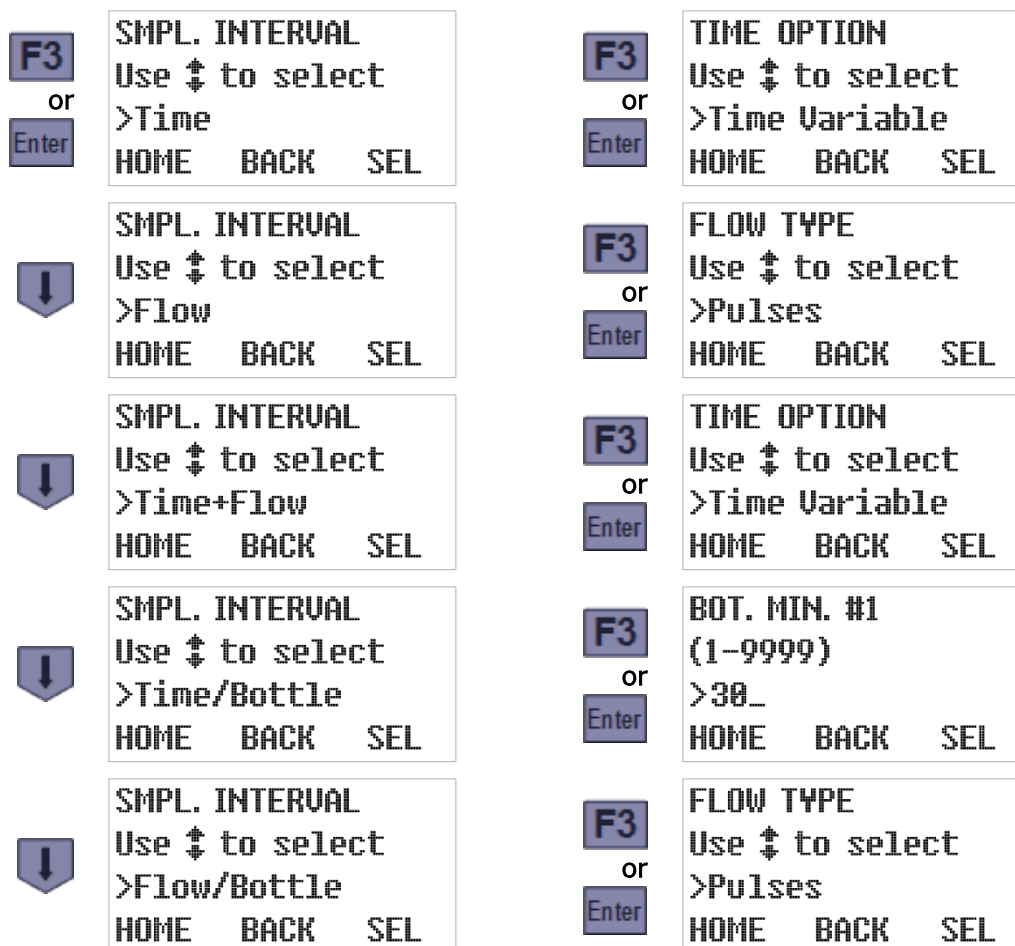 F3
or
Enter
SMPL. INTERVAL
Use ↕ to select
>Time
HOME BACK SEL
F3
or
Enter
TIME OPTION
Use ↕ to select
>Time Variable
HOME BACK SEL
↓
SMPL. INTERVAL
Use ↕ to select
>Flow
HOME BACK SEL
F3
or
Enter
FLOW TYPE
Use ↕ to select
>Pulses
HOME BACK SEL
↓
SMPL. INTERVAL
Use ↕ to select
>Time+Flow
HOME BACK SEL
F3
or
Enter
TIME OPTION
Use ↕ to select
>Time Variable
HOME BACK SEL
↓
SMPL. INTERVAL
Use ↕ to select
>Time/Bottle
HOME BACK SEL
F3
or
Enter
BOT. MIN. #1
(1-9999)
>30_
HOME BACK SEL
↓
SMPL. INTERVAL
Use ↕ to select
>Flow/Bottle
HOME BACK SEL
F3
or
Enter
FLOW TYPE
Use ↕ to select
>Pulses
HOME BACK SEL